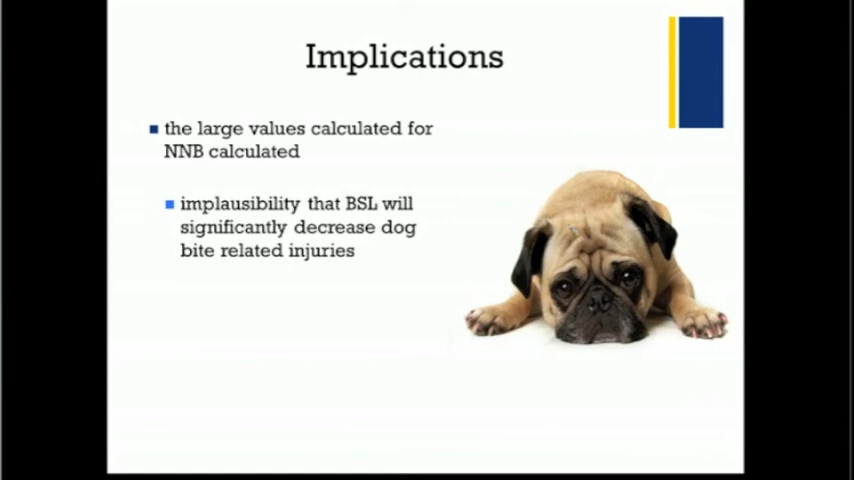 Implications
the large values calculated for
NNB calculated
implausibility that BSL will
significantly decrease dog
bite related injuries